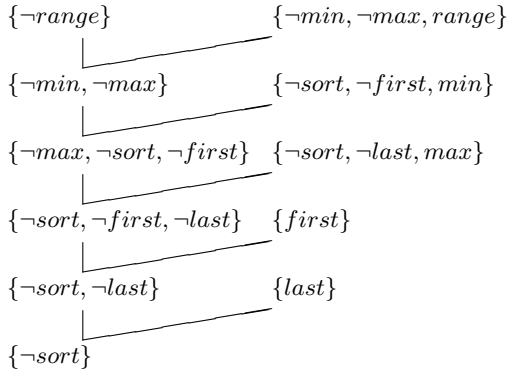 {¬range} {¬min, ¬max, range}
{¬min, ¬max} {¬sort, ¬first, min}
{¬max, ¬sort, ¬first} {¬sort, ¬last, max}
{¬sort, ¬first, ¬last} {first}
{¬sort, ¬last} {last}
{¬sort}